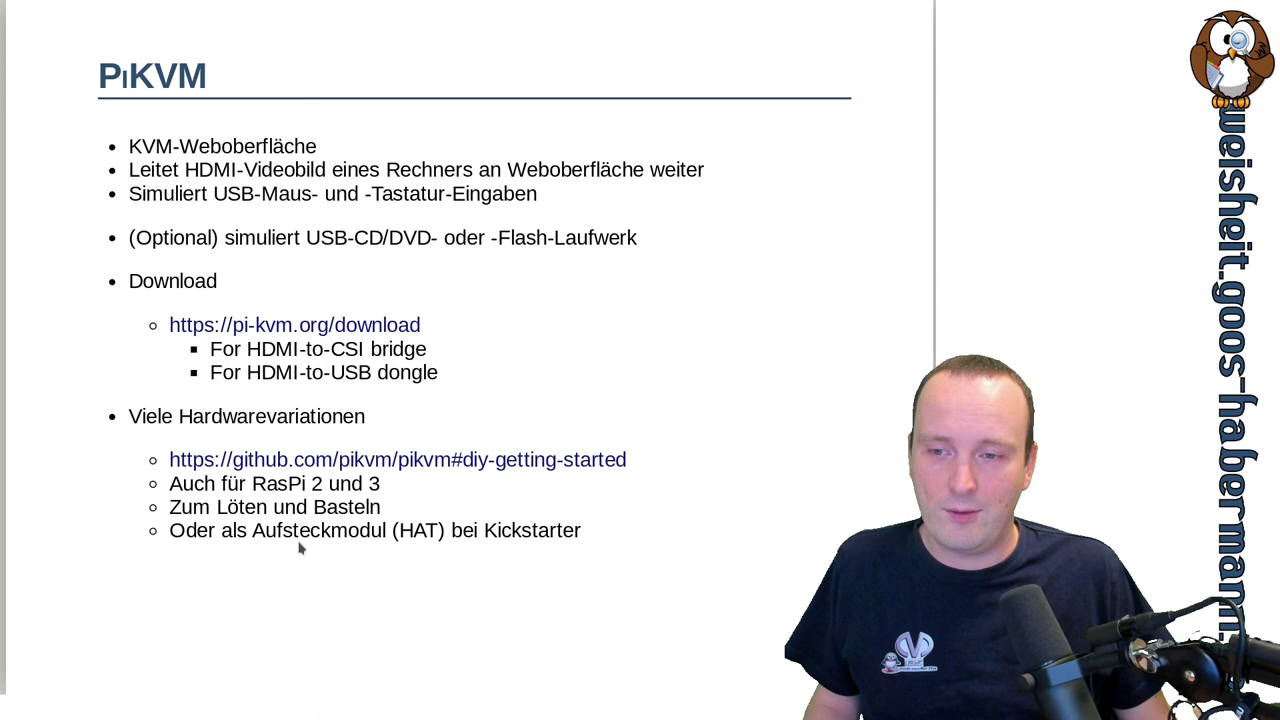 PiKVM
• KVM-Weboberfläche
• Leitet HDMI-Videobild eines Rechners an Weboberfläche weiter
• Simuliert USB-Maus- und -Tastatur-Eingaben
• (Optional) simuliert USB-CD/DVD- oder -Flash-Laufwerk
• Download
◦ https://pi-kvm.org/download
▪ For HDMI-to-CSI bridge
▪ For HDMI-to-USB dongle
• Viele Hardwarevariationen
◦ https://github.com/pikvm/pikvm#diy-getting-started
◦ Auch für RasPi 2 und 3
◦ Zum Löten und Basteln
◦ Oder als Aufsteckmodul (HAT) bei Kickstarter
weisheit.goos-habermann.